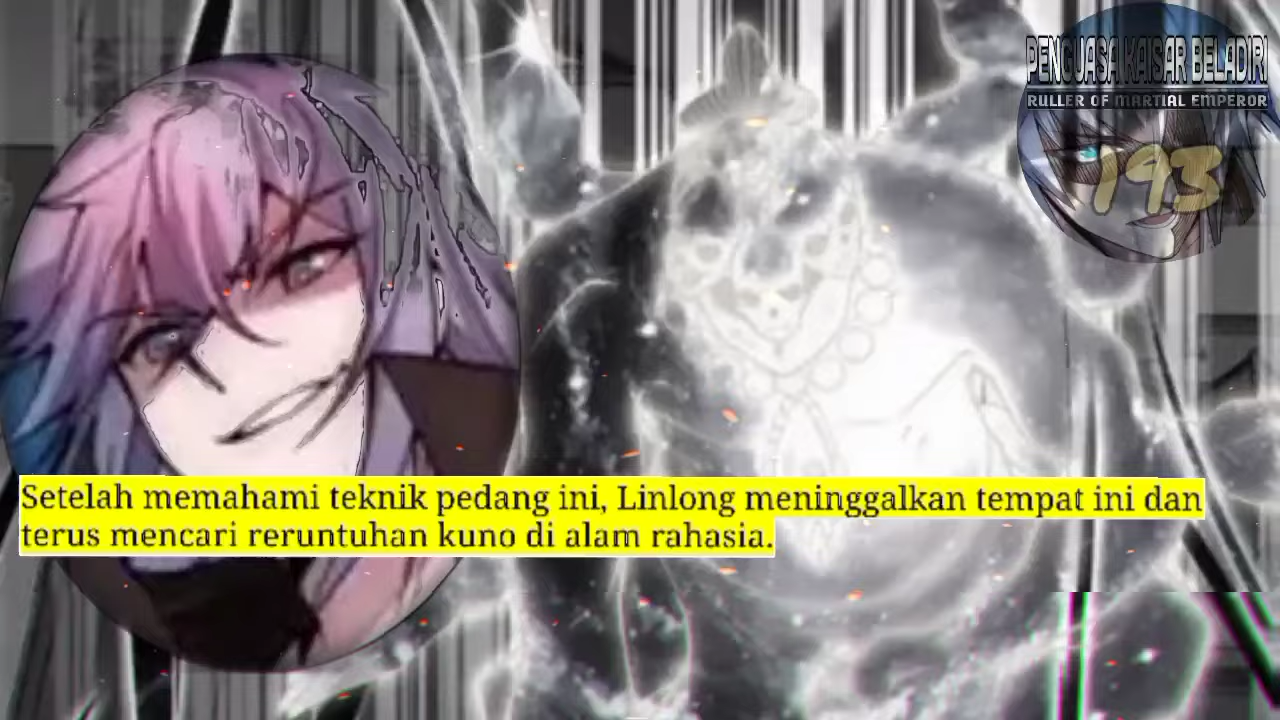 PENGUASA KAISAR BELADIRI
RULLER OF MARTIAL EMPEROR
193
Setelah memahami teknik pedang ini, Linlong meninggalkan tempat ini dan
terus mencari reruntuhan kuno di alam rahasia.